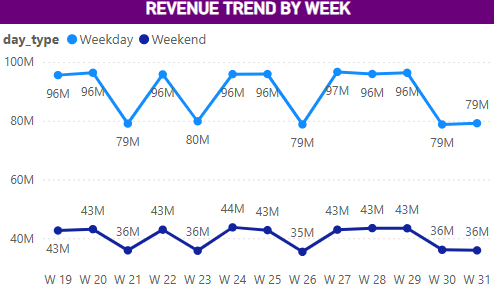 REVENUE TREND BY WEEK
day_type Weekday Weekend
100M
96M 96M 96M 96M 96M 97M 96M 96M
79M
80M
79M 80M 79M 79M
60M
43M 43M 44M 43M 43M 43M 43M
36M 36M 35M 36M 36M
40M
43M
W 19 W 20 W 21 W 22 W 23 W 24 W 25 W 26 W 27 W 28 W 29 W 30 W 31